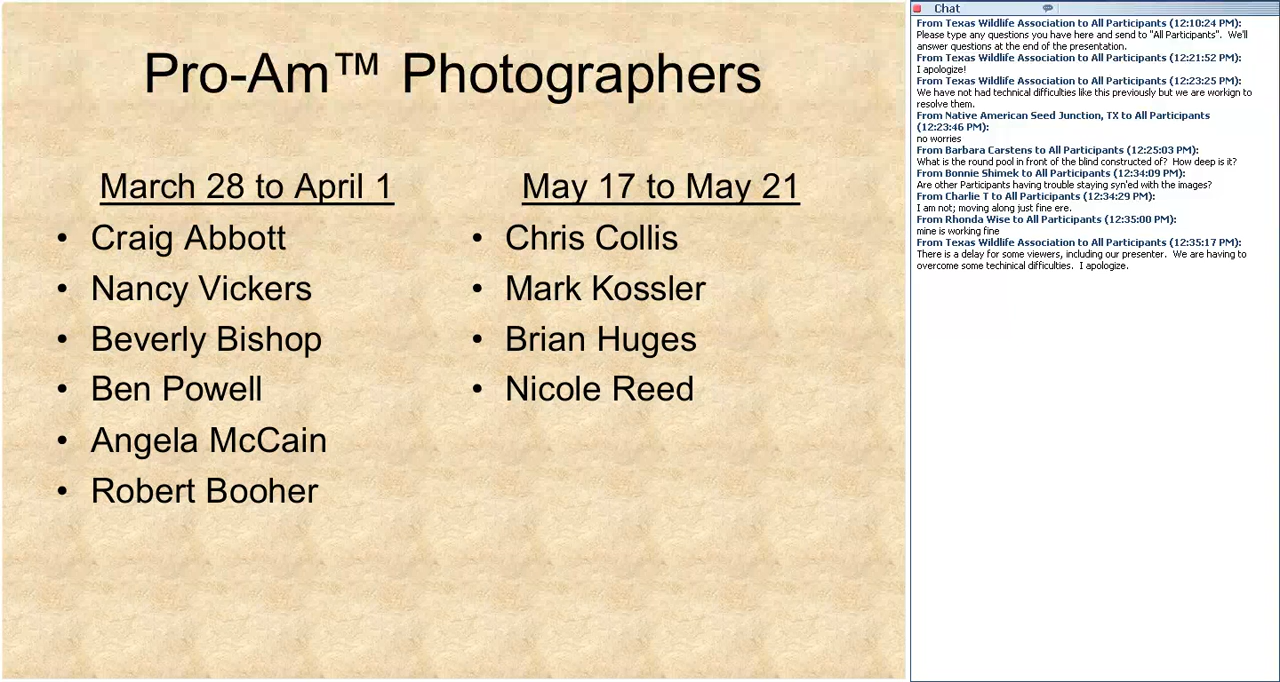 Pro-Am™ Photographers
March 28 to April 1
• Craig Abbott
• Nancy Vickers
• Beverly Bishop
• Ben Powell
• Angela McCain
• Robert Booher
May 17 to May 21
• Chris Collis
• Mark Kossler
• Brian Huges
• Nicole Reed
Chat
From Texas Wildlife Association to All Participants (12:10:24 PM):
Please type any questions you have here and send to "All Participants".  We'll
answer questions at the end of the presentation.
From Texas Wildlife Association to All Participants (12:21:52 PM):
I apologize!
From Texas Wildlife Association to All Participants (12:23:25 PM):
We have not had technical difficulties like this previously but we are workign to
resolve them.
From Native American Seed Junction, TX to All Participants
(12:23:46 PM):
no worries
From Barbara Carstens to All Participants (12:25:03 PM):
What is the round pool in front of the blind constructed of?  How deep is it?
From Bonnie Shimek to All Participants (12:34:09 PM):
Are other Participants having trouble staying syn'ed with the images?
From Charlie T to All Participants (12:34:29 PM):
I am not; moving along just fine ere.
From Rhonda Wise to All Participants (12:35:00 PM):
mine is working fine
From Texas Wildlife Association to All Participants (12:35:17 PM):
There is a delay for some viewers, including our presenter.  We are having to
overcome some techinical difficulties.  I apologize.